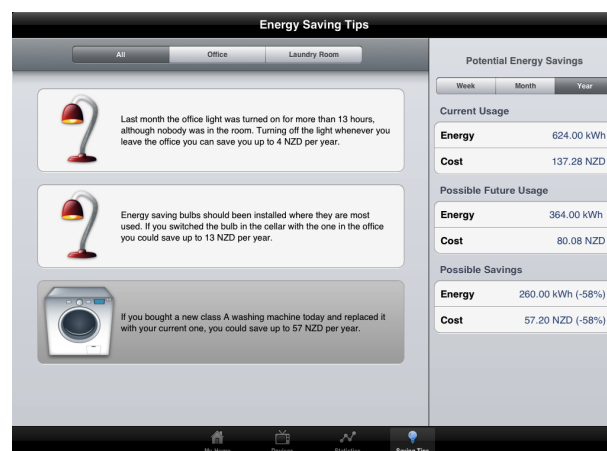 Energy Saving Tips
All Office Laundry Room
Last month the office light was turned on for more than 13 hours,
although nobody was in the room. Turning off the light whenever you
leave the office you can save you up to 4 NZD per year.
Energy saving bulbs should been installed where they are most
used. If you switched the bulb in the cellar with the one in the office
you could save up to 13 NZD per year.
If you bought a new class A washing machine today and replaced it
with your current one, you could save up to 57 NZD per year.
Potential Energy Savings
Week Month Year
Current Usage
Energy 624.00 kWh
Cost 137.28 NZD
Possible Future Usage
Energy 364.00 kWh
Cost 80.08 NZD
Possible Savings
Energy 260.00 kWh (-58%)
Cost 57.20 NZD (-58%)
My Home Devices Statistics Saving Tips